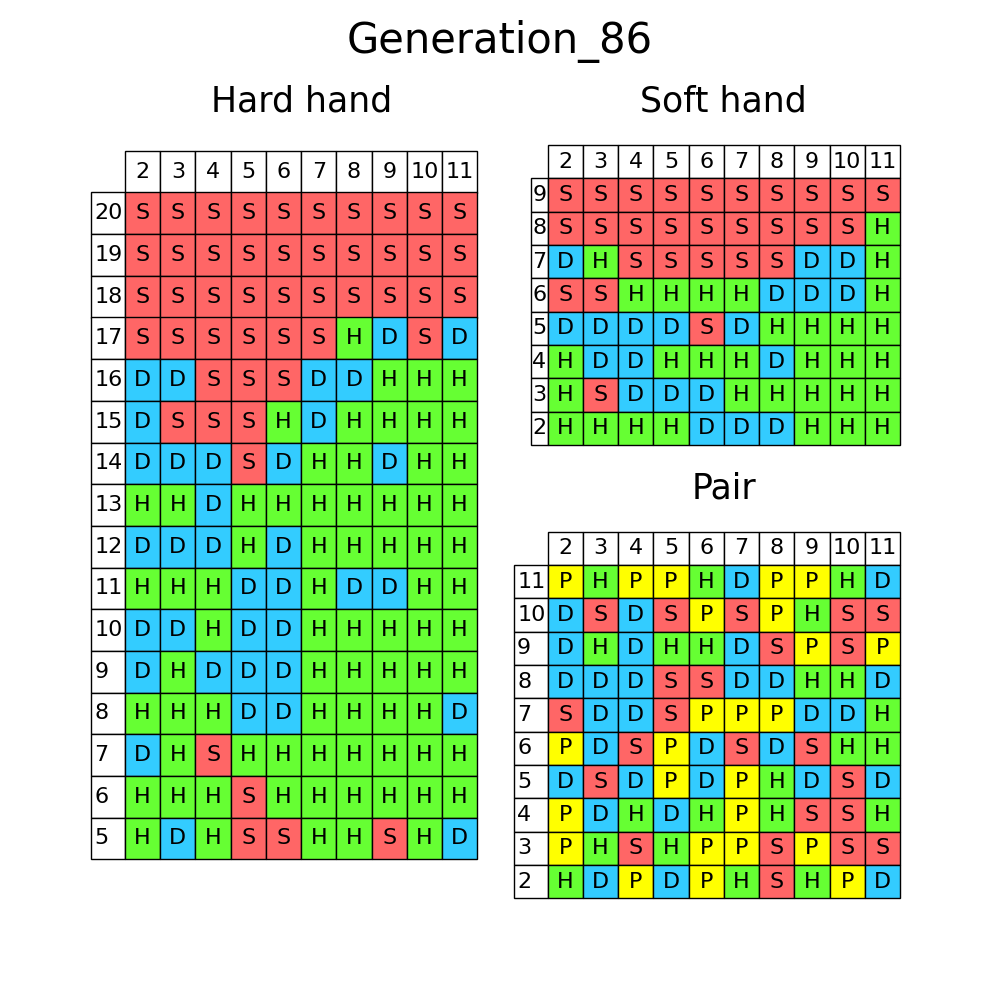 Generation_86
Hard hand
2 3 4 5 6 7 8 9 10 11
20 S S S S S S S S S S
19 S S S S S S S S S S
18 S S S S S S S S S S
17 S S S S S S H D S D
16 D D S S S D D H H H
15 D S S S H D H H H H
14 D D D S D H H D H H
13 H H D H H H H H H H
12 D D D H D H H H H H
11 H H H D D H D D H H
10 D D H D D H H H H H
9 D H D D D H H H H H
8 H H H D D H H H H D
7 D H S H H H H H H H
6 H H H S H H H H H H
5 H D H S S H H S H D
Soft hand
2 3 4 5 6 7 8 9 10 11
9 S S S S S S S S S S
8 S S S S S S S S S H
7 D H S S S S S D D H
6 S S H H H H D D D H
5 D D D D S D H H H H
4 H D D H H H D H H H
3 H S D D D H H H H H
2 H H H H D D D H H H
Pair
2 3 4 5 6 7 8 9 10 11
11 P H P P H D P P H D
10 D S D S P S P H S S
9 D H D H H D S P S P
8 D D D S S D D H H D
7 S D D S P P P D D H
6 P D S P D S D S H H
5 D S D P D P H D S D
4 P D H D H P H S S H
3 P H S H P P S P S S
2 H D P D P H S H P D